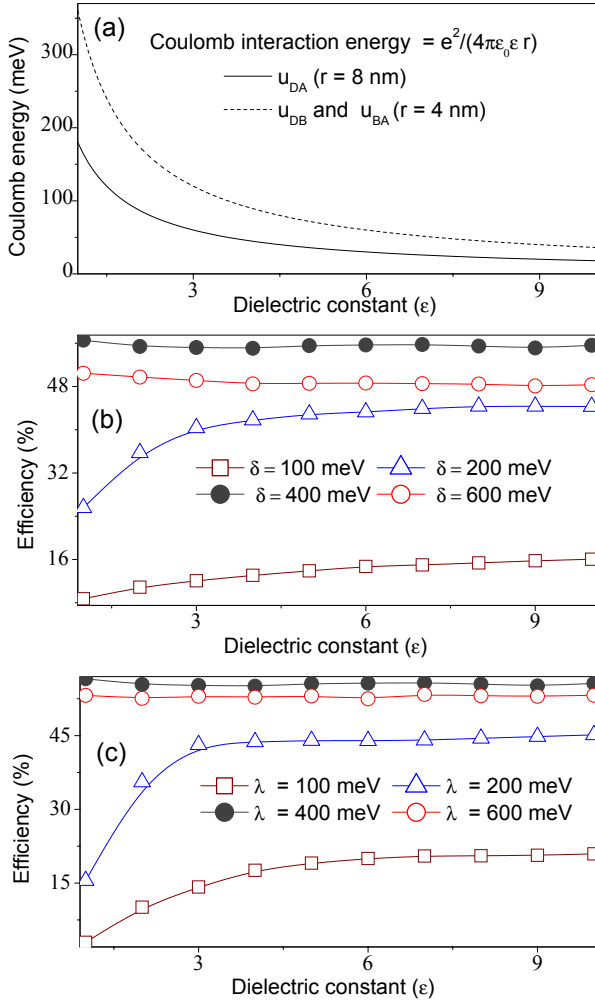 (a)
Coulomb interaction energy = e²/(4πε₀ε r)
u_DA (r = 8 nm)
u_DB and u_BA (r = 4 nm)
Coulomb energy (meV)
300
200
100
0
3
6
9
Dielectric constant (ε)
(b)
δ = 100 meV
δ = 200 meV
δ = 400 meV
δ = 600 meV
Efficiency (%)
48
32
16
3
6
9
Dielectric constant (ε)
(c)
λ = 100 meV
λ = 200 meV
λ = 400 meV
λ = 600 meV
Efficiency (%)
45
30
15
3
6
9
Dielectric constant (ε)